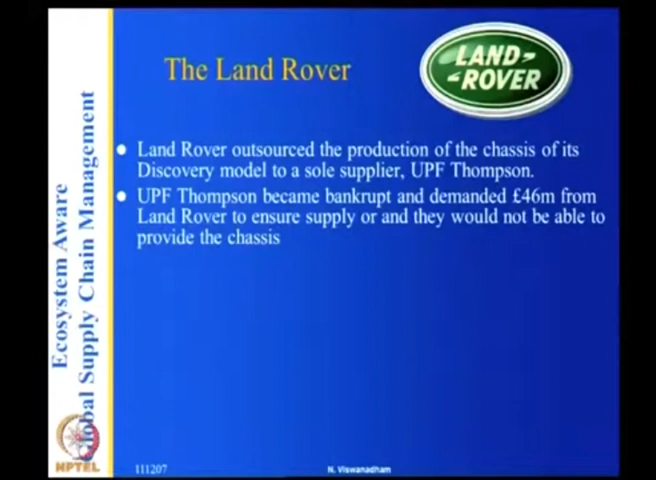 The Land Rover
LAND-
-ROVER
Land Rover outsourced the production of the chassis of its
Discovery model to a sole supplier, UPF Thompson.
UPF Thompson became bankrupt and demanded £46m from
Land Rover to ensure supply or and they would not be able to
provide the chassis
Ecosystem Aware
Global Supply Chain Management
NPTEL
111207
N. Viswanadham